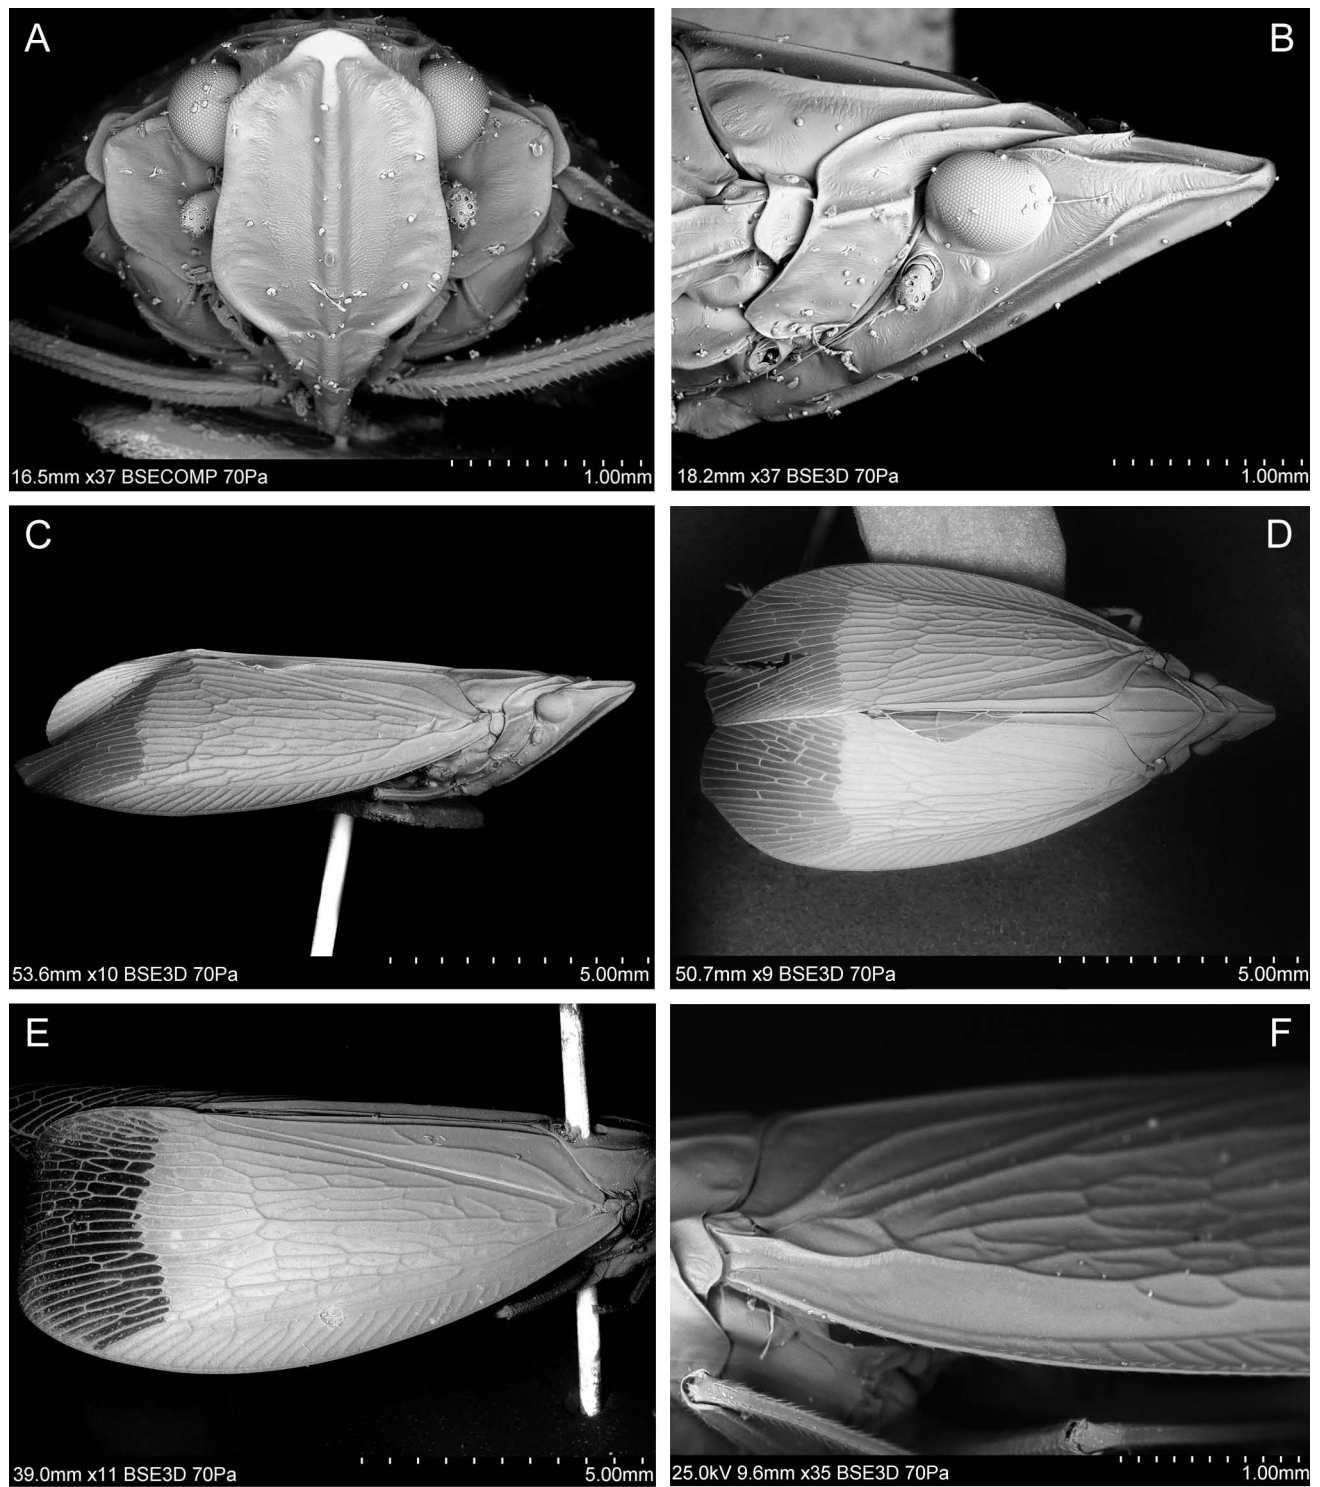 A
16.5mm x37 BSECOMP 70Pa 1.00mm
B
18.2mm x37 BSE3D 70Pa 1.00mm
C
53.6mm x10 BSE3D 70Pa 5.00mm
D
50.7mm x9 BSE3D 70Pa 5.00mm
E
39.0mm x11 BSE3D 70Pa 5.00mm
F
25.0kV 9.6mm x35 BSE3D 70Pa 1.00mm